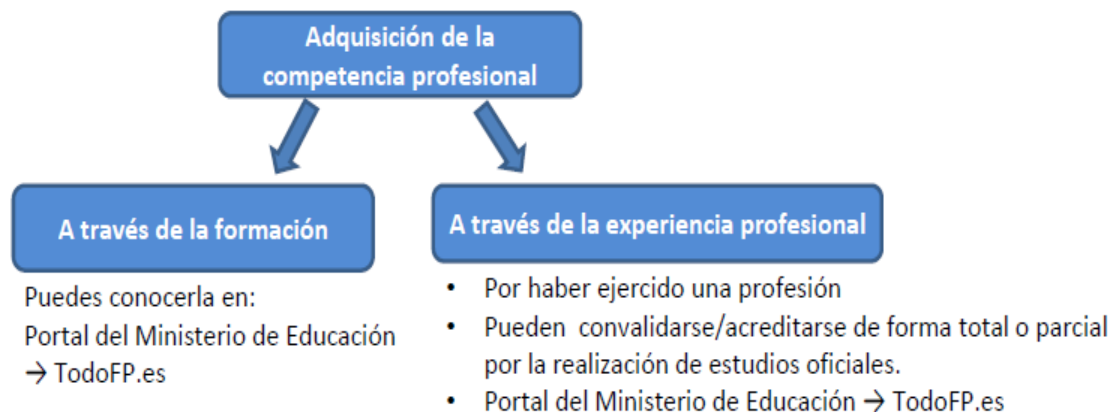 Adquisición de la
competencia profesional
A través de la formación
Puedes conocerla en:
Portal del Ministerio de Educación
→ TodoFP.es
A través de la experiencia profesional
• Por haber ejercido una profesión
• Pueden convalidarse/acreditarse de forma total o parcial
por la realización de estudios oficiales.
• Portal del Ministerio de Educación → TodoFP.es